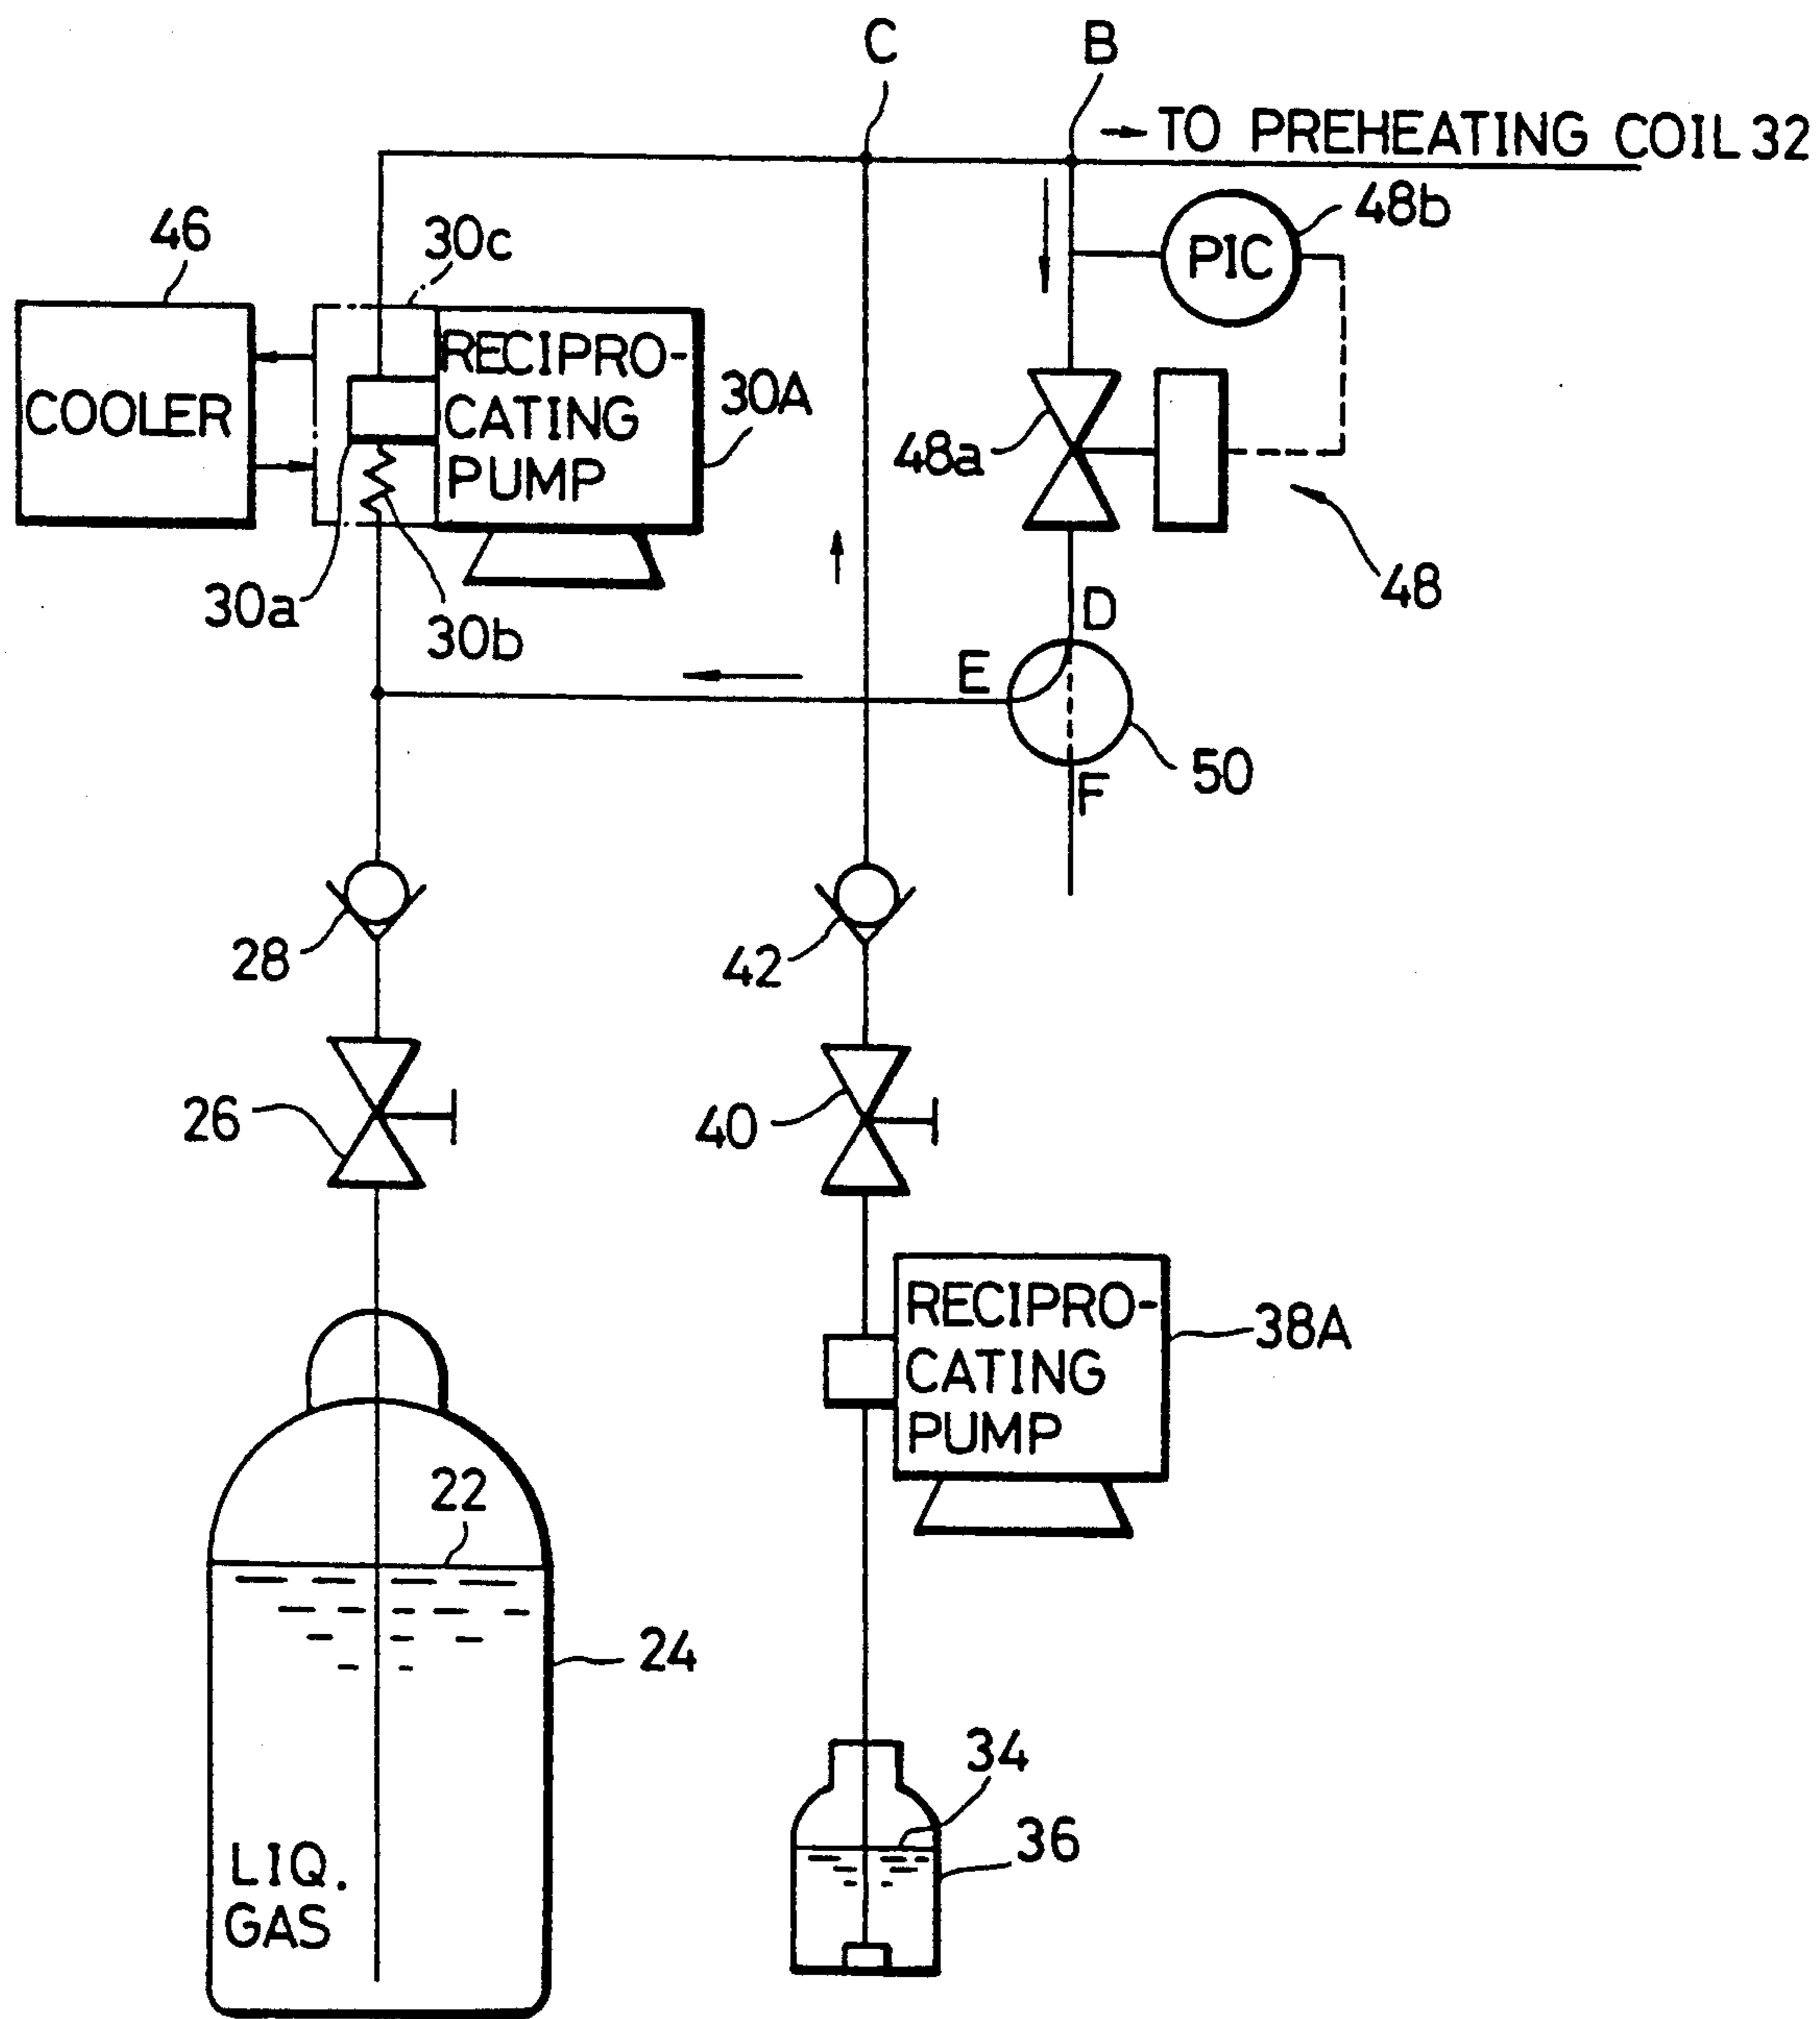 C
B
TO PREHEATING COIL 32
46
30c
48b
PIC
COOLER
RECIPRO-
CATING
PUMP
30A
48a
48
30a
30b
D
E
50
F
28
42
26
40
RECIPRO-
CATING
PUMP
38A
22
24
34
36
LIQ.
GAS